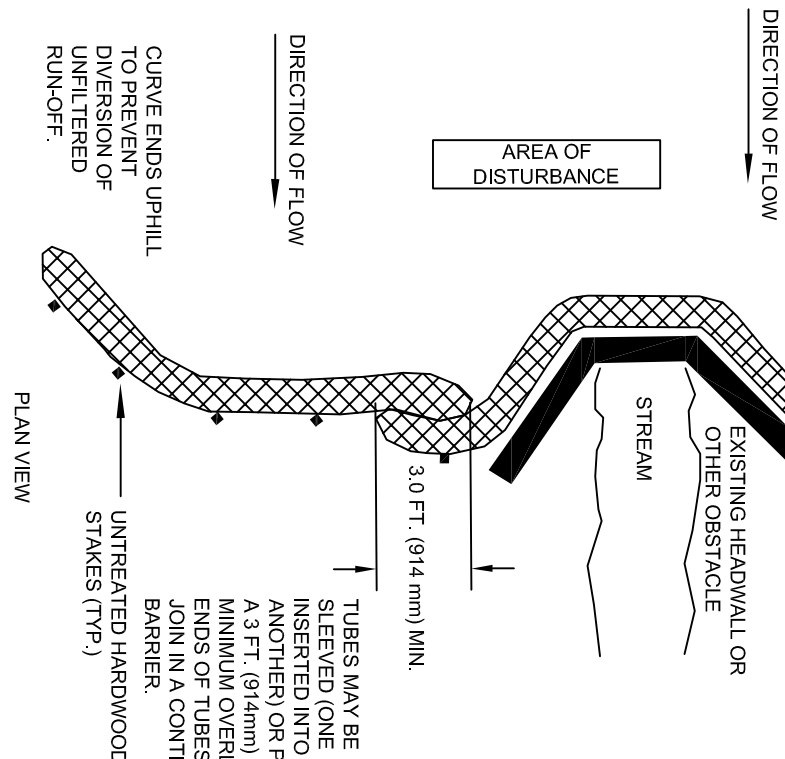 CURVE ENDS UPHILL
TO PREVENT
DIVERSION OF
UNFILTERED
RUN-OFF.
DIRECTION OF FLOW
AREA OF
DISTURBANCE
DIRECTION OF FLOW
EXISTING HEADWALL OR
OTHER OBSTACLE
STREAM
3.0 FT. (914 mm) MIN.
TUBES MAY BE
SLEEVED (ONE
INSERTED INTO
ANOTHER) OR P
A 3 FT. (914mm)
MINIMUM OVERL
ENDS OF TUBES
JOIN IN A CONTI
BARRIER.
UNTREATED HARDWOOD
STAKES (TYP.)
PLAN VIEW